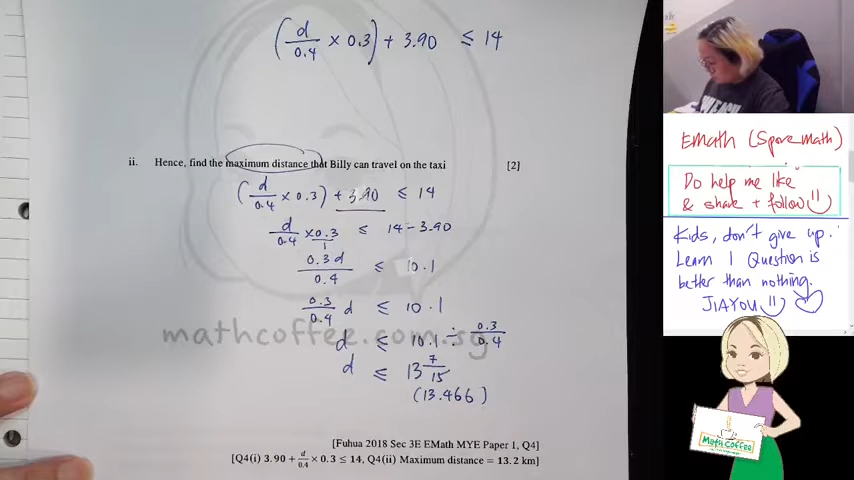 (d/0.4 × 0.3) + 3.90 ≤ 14
ii. Hence, find the maximum distance that Billy can travel on the taxi [2]
(d/0.4 × 0.3) + 3.90 ≤ 14
d/0.4 × 0.3/1 ≤ 14 - 3.90
0.3d/0.4 ≤ 10.1
0.3/0.4 d ≤ 10.1
d ≤ 10.1 ÷ 0.3/0.4
d ≤ 13 7/15
(13.466)
mathcoffee.com.sg
[Fuhua 2018 Sec 3E EMath MYE Paper 1, Q4]
[Q4(i) 3.90 + d/0.4 × 0.3 ≤ 14, Q4(ii) Maximum distance = 13.2 km]
EMath (Spore math)
Do help me like
& share + follow
Kids, don't give up.
Learn 1 Question is
better than nothing.
JIAYOU
MathCoffee